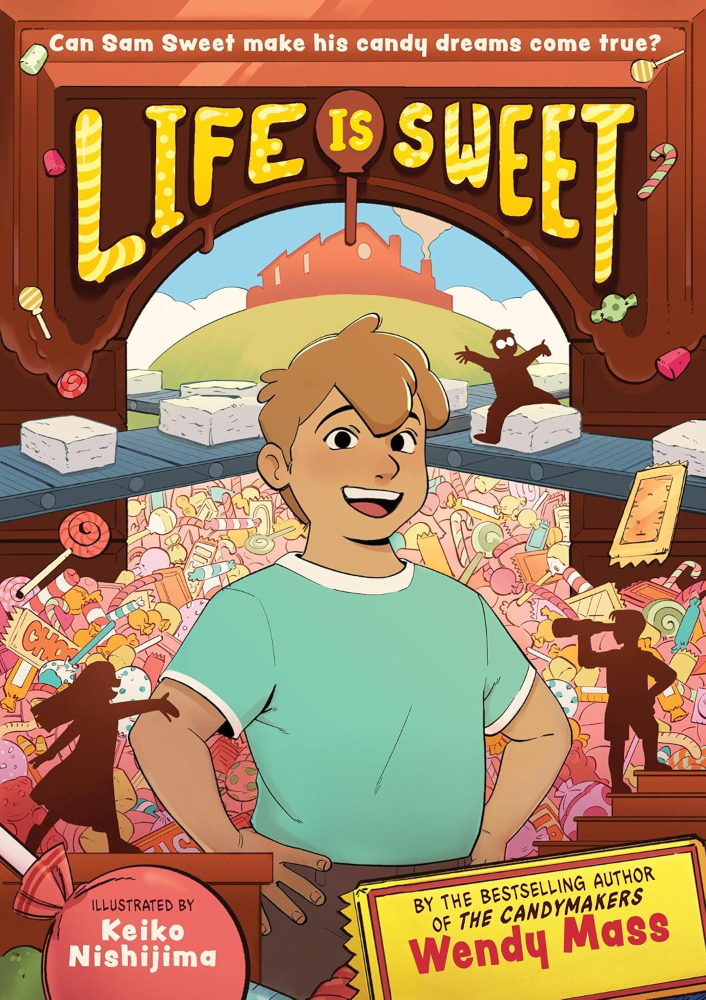 Can Sam Sweet make his candy dreams come true?
LIFE IS SWEET
ILLUSTRATED BY
Keiko
Nishijima
BY THE BESTSELLING AUTHOR
OF THE CANDYMAKERS
Wendy Mass